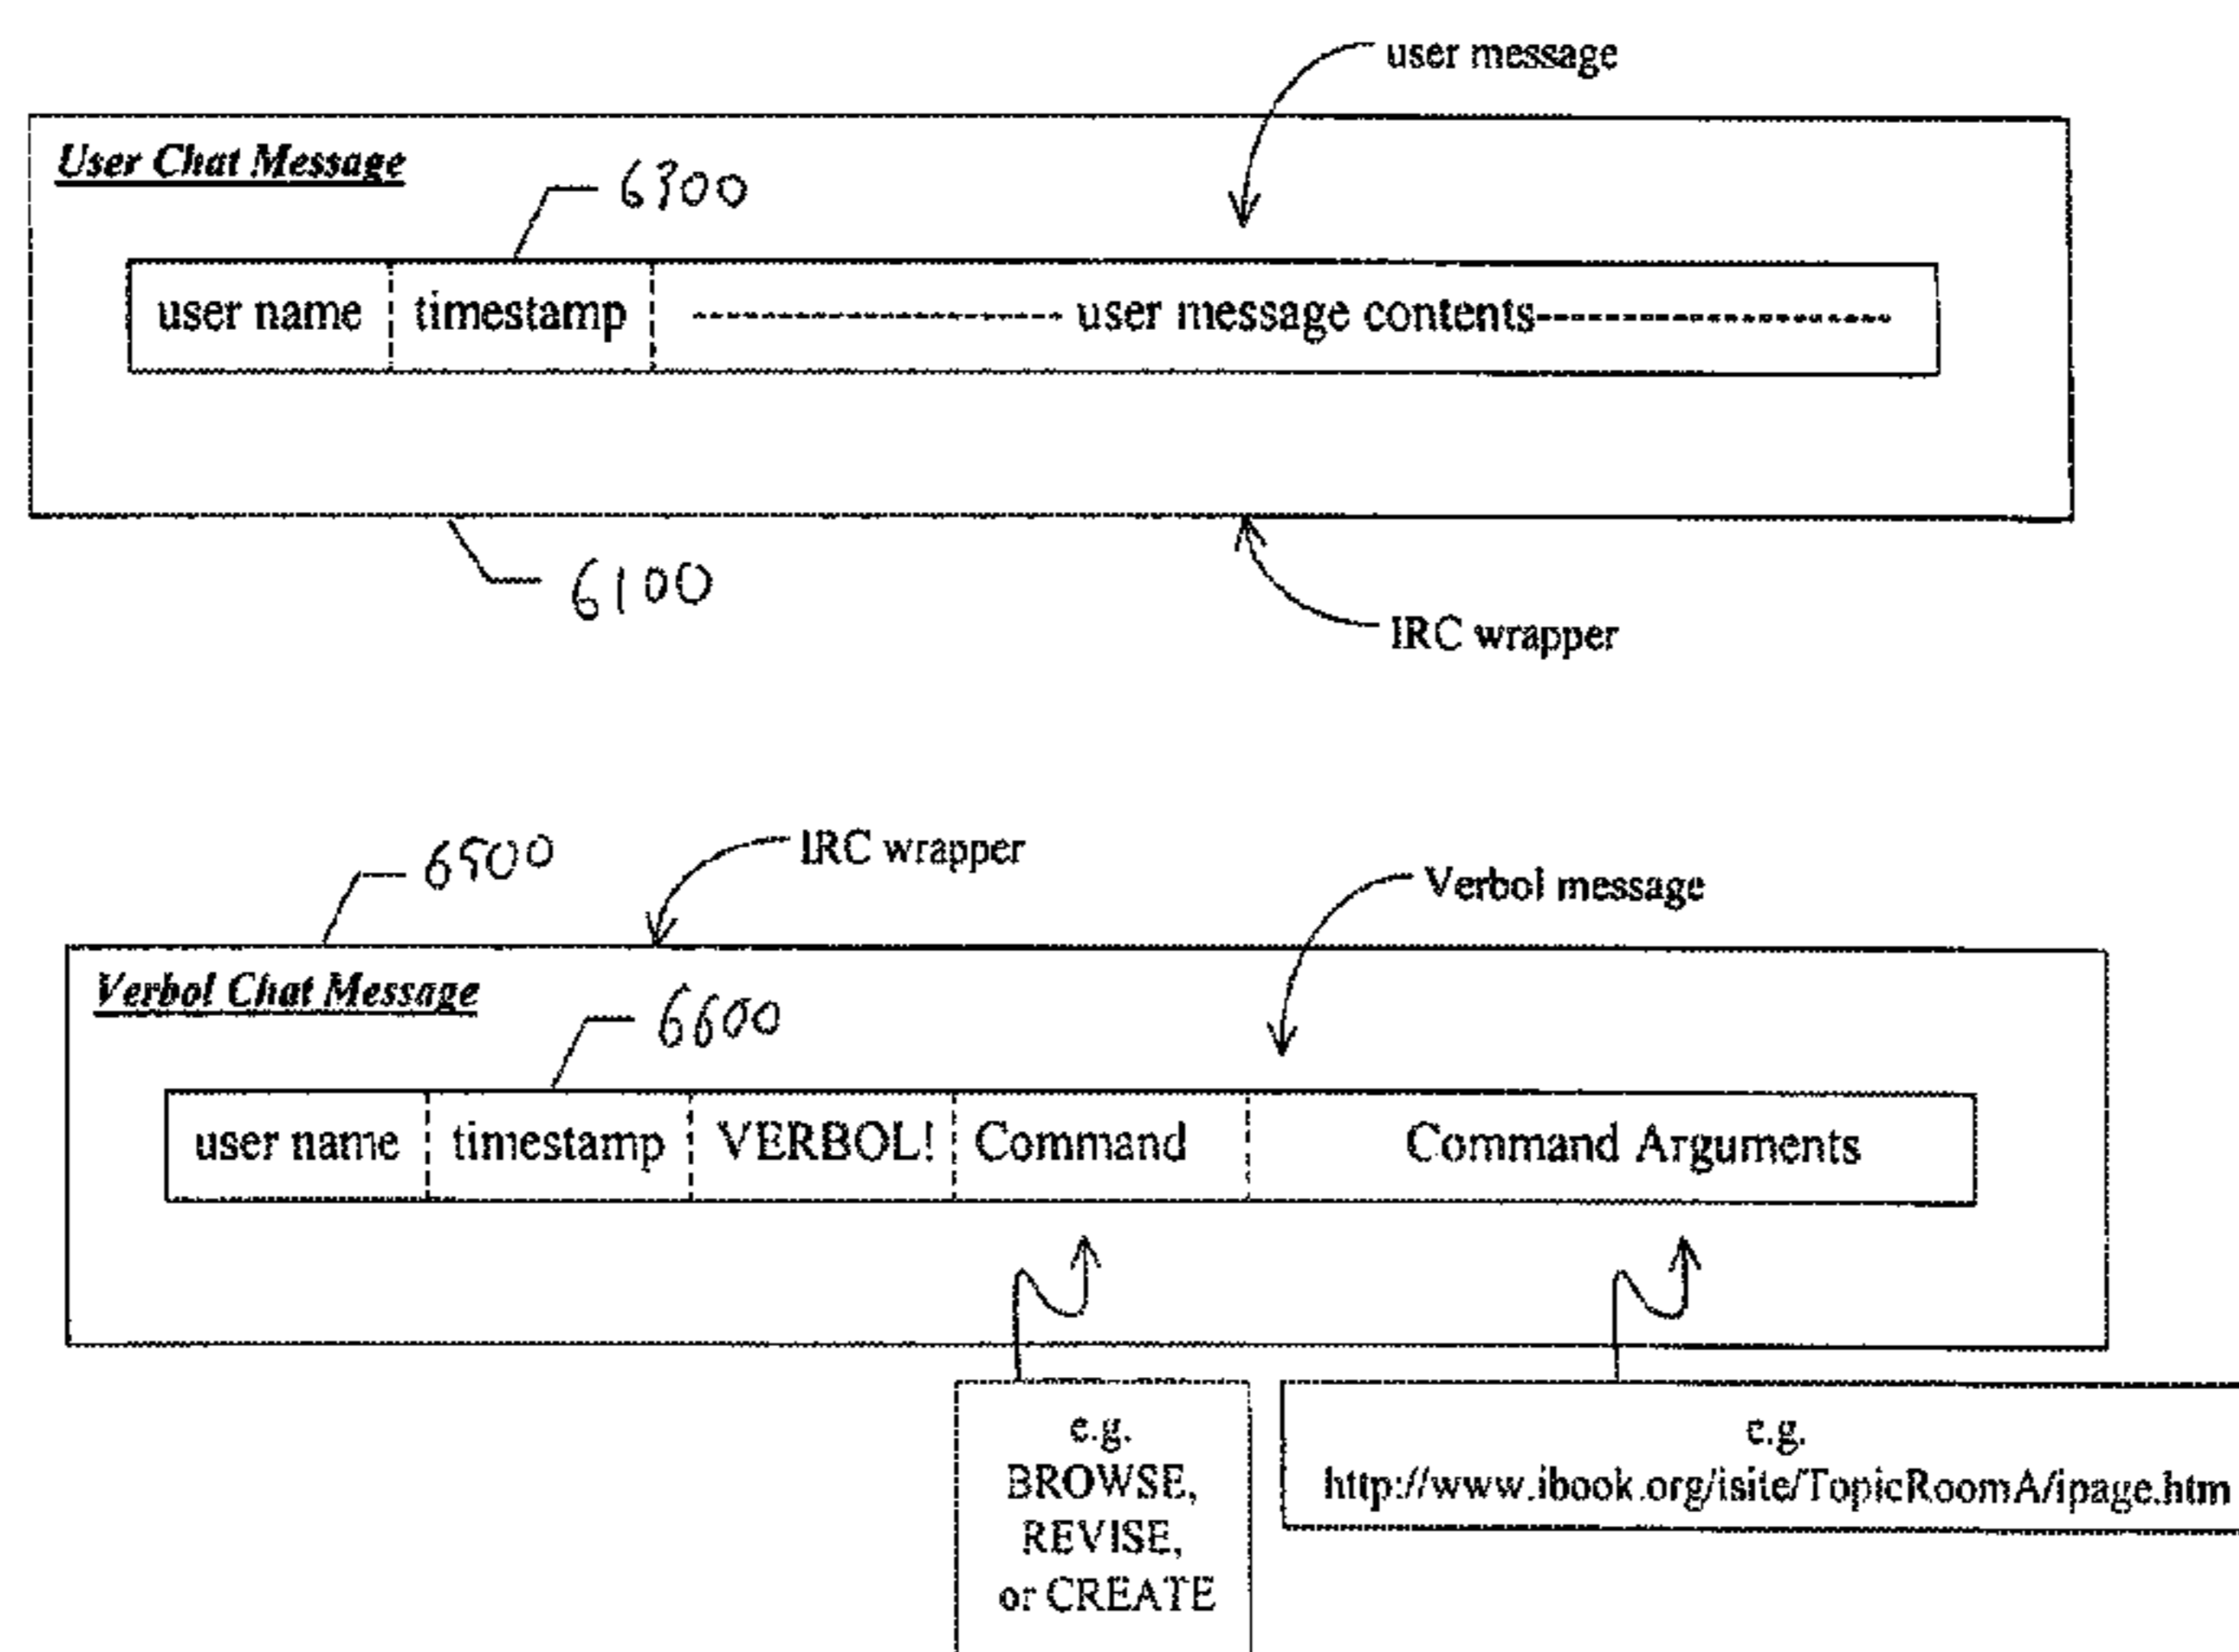 user message
User Chat Message
6300
user name timestamp user message contents
6100
IRC wrapper
6500
IRC wrapper
Verbol message
Verbol Chat Message
6600
user name timestamp VERBOL! Command Command Arguments
e.g.
BROWSE,
REVISE,
or CREATE
e.g.
http://www.ibook.org/isite/TopicRoomA/ipage.htm